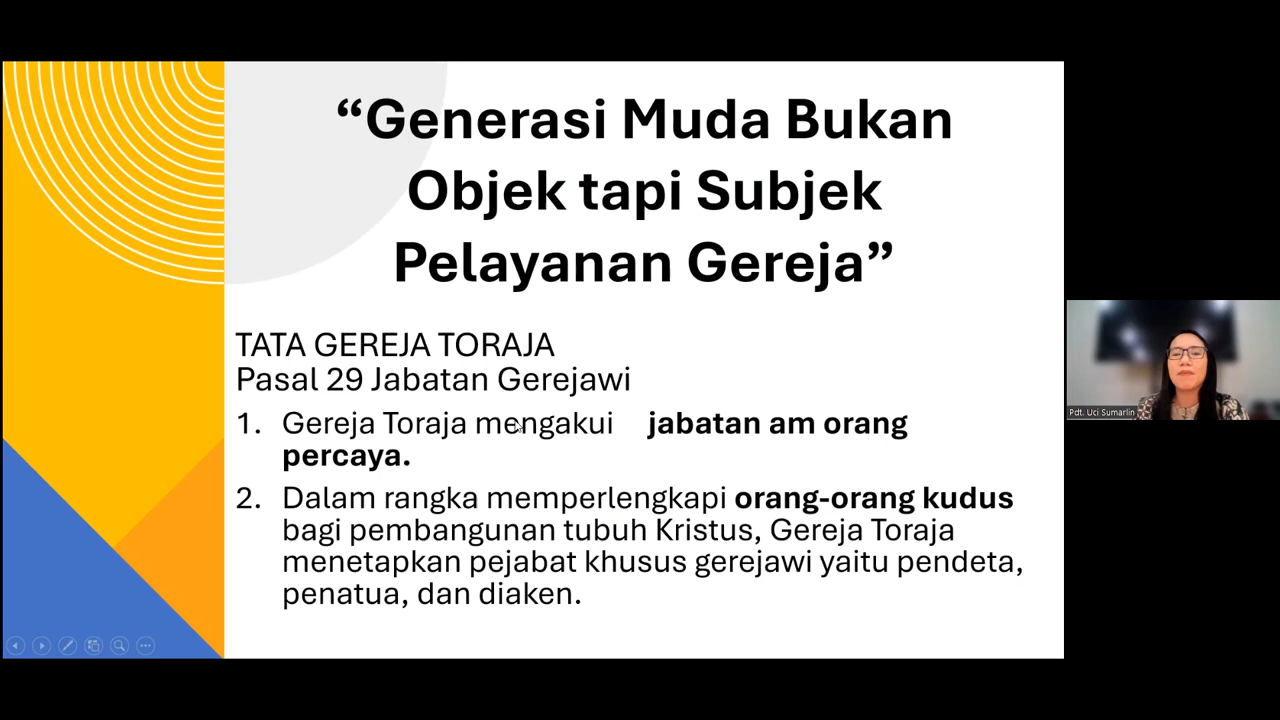 “Generasi Muda Bukan
Objek tapi Subjek
Pelayanan Gereja”
TATA GEREJA TORAJA
Pasal 29 Jabatan Gerejawi
1. Gereja Toraja mengakui jabatan am orang
percaya.
2. Dalam rangka memperlengkapi orang-orang kudus
bagi pembangunan tubuh Kristus, Gereja Toraja
menetapkan pejabat khusus gerejawi yaitu pendeta,
penatua, dan diaken.
Pdt. Uci Sumarlin